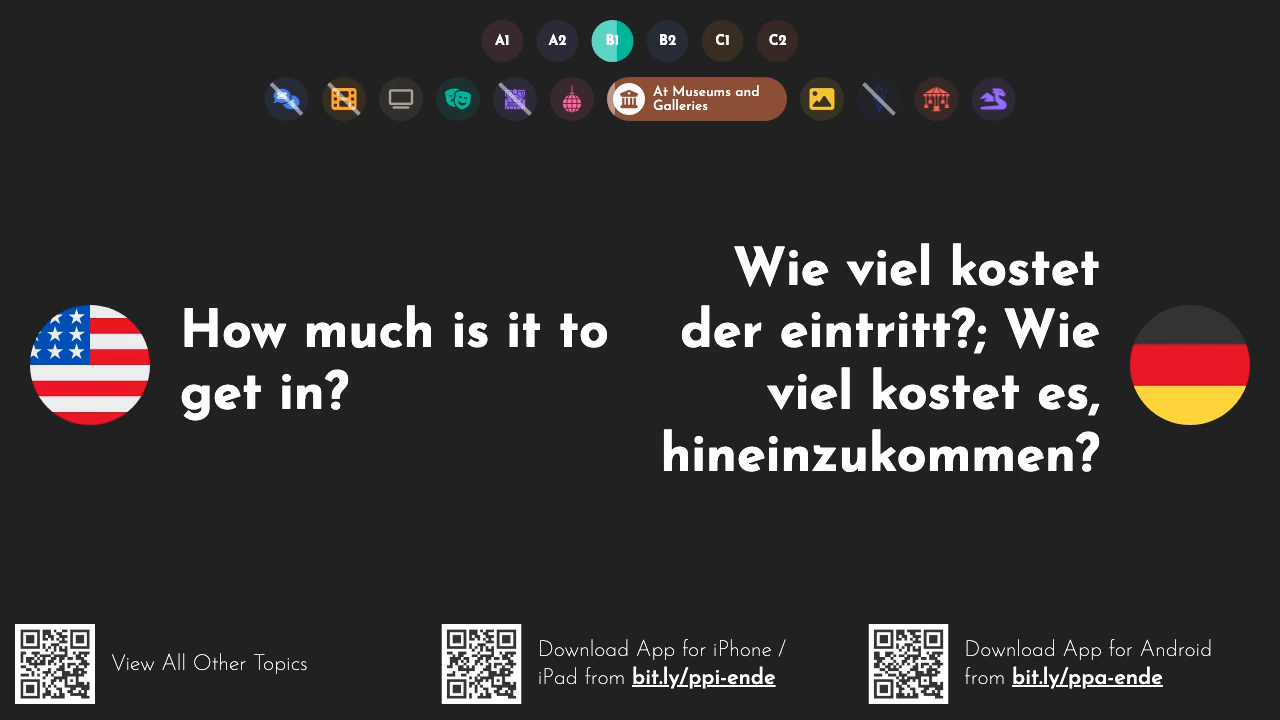 A1 A2 B1 B2 C1 C2
At Museums and
Galleries
How much is it to
get in?
Wie viel kostet
der eintritt?; Wie
viel kostet es,
hineinzukommen?
View All Other Topics
Download App for iPhone /
iPad from bit.ly/ppi-ende
Download App for Android
from bit.ly/ppa-ende